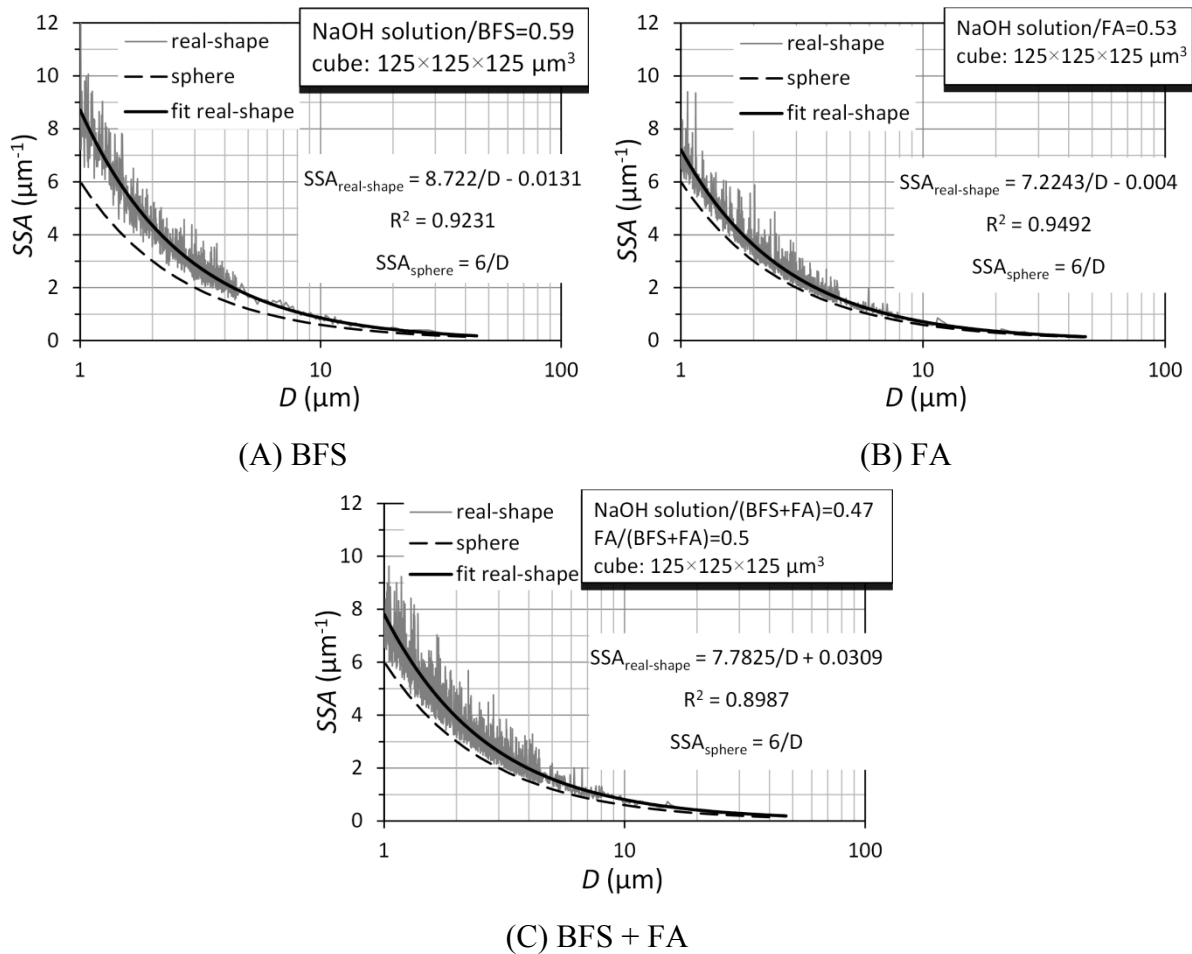 12
10
8
6
4
2
0
SSA (µm⁻¹)
real-shape
sphere
fit real-shape
NaOH solution/BFS=0.59
cube: 125×125×125 µm³
SSA_real-shape = 8.722/D - 0.0131
R² = 0.9231
SSA_sphere = 6/D
1 10 100
D (µm)
(A) BFS
12
10
8
6
4
2
0
SSA (µm⁻¹)
real-shape
sphere
fit real-shape
NaOH solution/FA=0.53
cube: 125×125×125 µm³
SSA_real-shape = 7.2243/D - 0.004
R² = 0.9492
SSA_sphere = 6/D
1 10 100
D (µm)
(B) FA
12
10
8
6
4
2
0
SSA (µm⁻¹)
real-shape
sphere
fit real-shape
NaOH solution/(BFS+FA)=0.47
FA/(BFS+FA)=0.5
cube: 125×125×125 µm³
SSA_real-shape = 7.7825/D + 0.0309
R² = 0.8987
SSA_sphere = 6/D
1 10 100
D (µm)
(C) BFS + FA